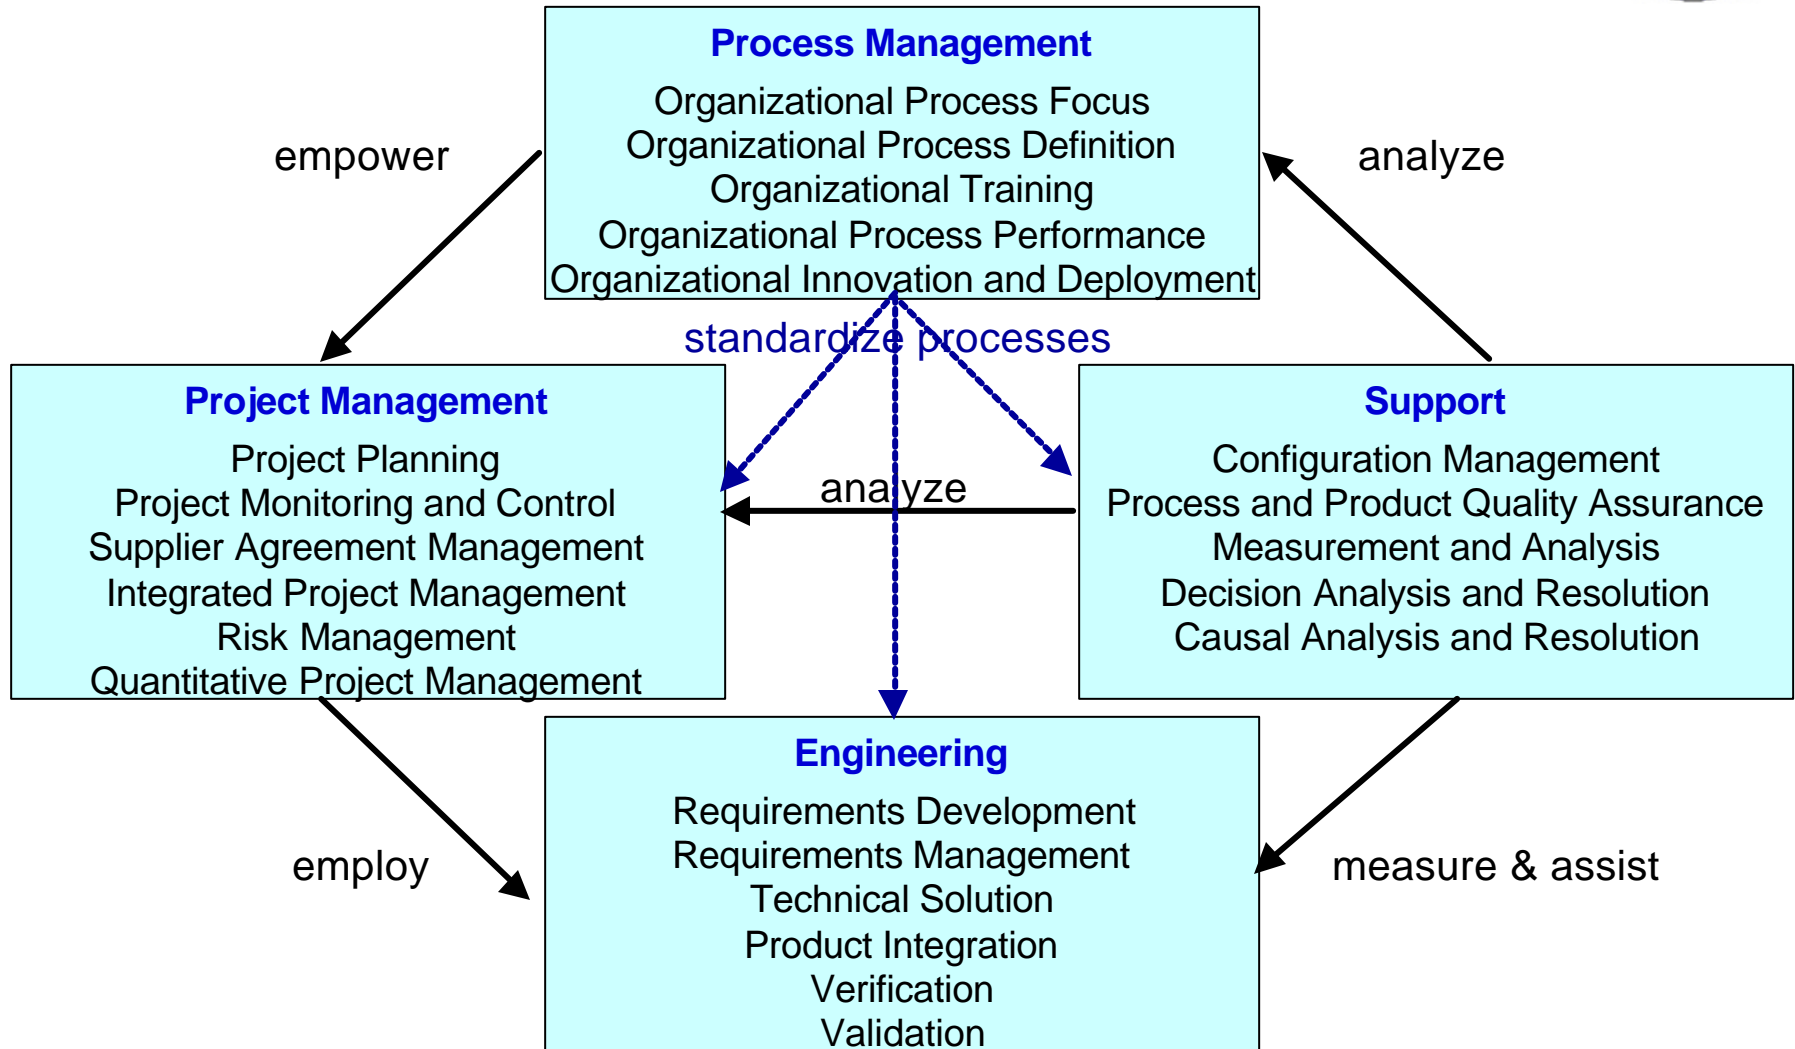 Process Management
Organizational Process Focus
Organizational Process Definition
Organizational Training
Organizational Process Performance
Organizational Innovation and Deployment
empower
analyze
standardize processes
Project Management
Project Planning
Project Monitoring and Control
Supplier Agreement Management
Integrated Project Management
Risk Management
Quantitative Project Management
analyze
Support
Configuration Management
Process and Product Quality Assurance
Measurement and Analysis
Decision Analysis and Resolution
Causal Analysis and Resolution
employ
measure & assist
Engineering
Requirements Development
Requirements Management
Technical Solution
Product Integration
Verification
Validation